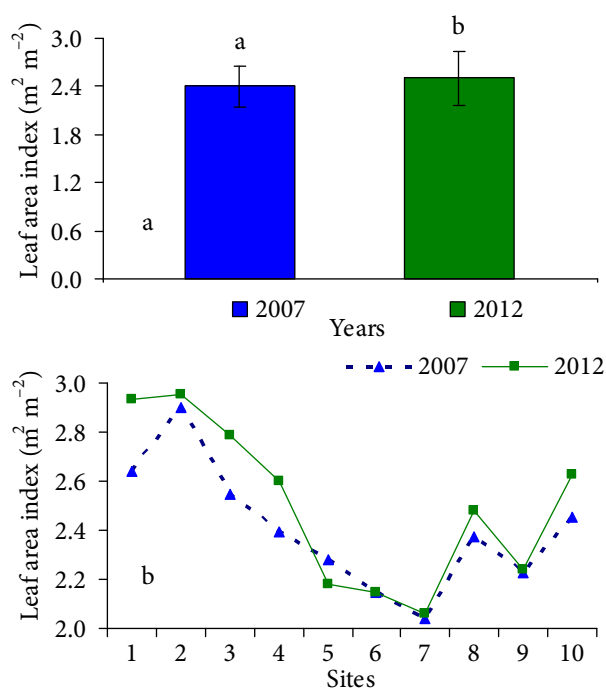 Leaf area index (m² m⁻²)
3.0
2.4
1.8
1.2
0.6
0.0
a
b
a
2007
2012
Years
2007
2012
Leaf area index (m² m⁻²)
3.0
2.8
2.6
2.4
2.2
2.0
b
1 2 3 4 5 6 7 8 9 10
Sites